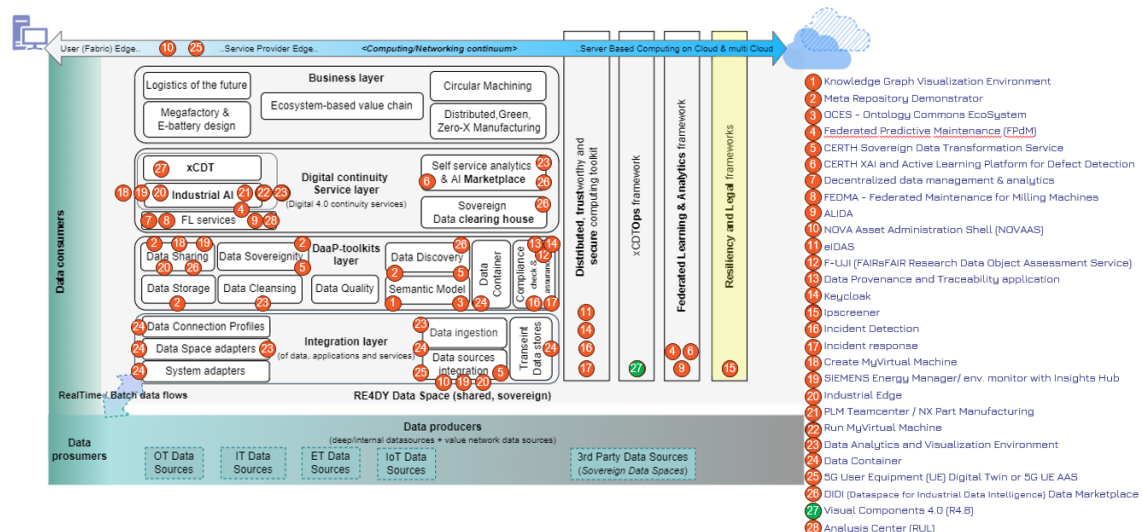 User (Fabric) Edge..
10
25
..Service Provider Edge..
<Computing/Networking continuum>
..Server Based Computing on Cloud & multi Cloud
Data consumers
Business layer
Logistics of the future
Megafactory &
E-battery design
Ecosystem-based value chain
Circular Machining
Distributed,Green,
Zero-X Manufacturing
27
xCDT
18
19
20
Industrial AI
21
22
23
4
7
8
FL services
9
28
Digital continuity
Service layer
(Digital 4.0 continuity services)
Self service analytics
& AI Marketplace
23
6
26
Sovereign
Data clearing house
26
DaaP-toolkits
layer
2
18
19
Data Sharing
20
26
2
Data Sovereignity
5
26
Data Discovery
2
5
Data Storage
2
Data Cleansing
23
Data Quality
Semantic Model
1
3
Data
Container
24
Compliance
check &
assurance
13
14
12
16
17
Integration layer
(of data, applications and services)
24
Data Connection Profiles
24
Data Space adapters
23
24
System adapters
23
Data ingestion
24
Data sources
integration
25
10
19
20
5
Transeint
Data stores
24
RealTime / Batch data flows
RE4DY Data Space (shared, sovereign)
Distributed, trustworthy and
secure computing toolkit
11
14
16
17
xCDTOps framework
27
Federated Learning & Analytics framework
4
6
9
Resiliency and Legal frameworks
15
Data
prosumers
Data producers
(deep/internal datasources + value network data sources)
OT Data
Sources
IT Data
Sources
ET Data
Sources
IoT Data
Sources
3rd Party Data Sources
(Sovereign Data Spaces)
1 Knowledge Graph Visualization Environment
2 Meta Repository Demonstrator
3 OCES - Ontology Commons EcoSystem
4 Federated Predictive Maintenance (FPdM)
5 CERTH Sovereign Data Transformation Service
6 CERTH XAI and Active Learning Platform for Defect Detection
7 Decentralized data management & analytics
8 FEDMA - Federated Maintenance for Milling Machines
9 ALIDA
10 NOVA Asset Administration Shell (NOVAAS)
11 eIDAS
12 F-UJI (FAIRsFAIR Research Data Object Assessment Service)
13 Data Provenance and Traceability application
14 Keycloak
15 Ipscreener
16 Incident Detection
17 Incident response
18 Create MyVirtual Machine
19 SIEMENS Energy Manager/ env. monitor with Insights Hub
20 Industrial Edge
21 PLM Teamcenter / NX Part Manufacturing
22 Run MyVirtual Machine
23 Data Analytics and Visualization Environment
24 Data Container
25 5G User Equipment (UE) Digital Twin or 5G UE AAS
26 DIDI (Dataspace for Industrial Data Intelligence) Data Marketplace
27 Visual Components 4.0 (R4.8)
28 Analysis Center (RUL)